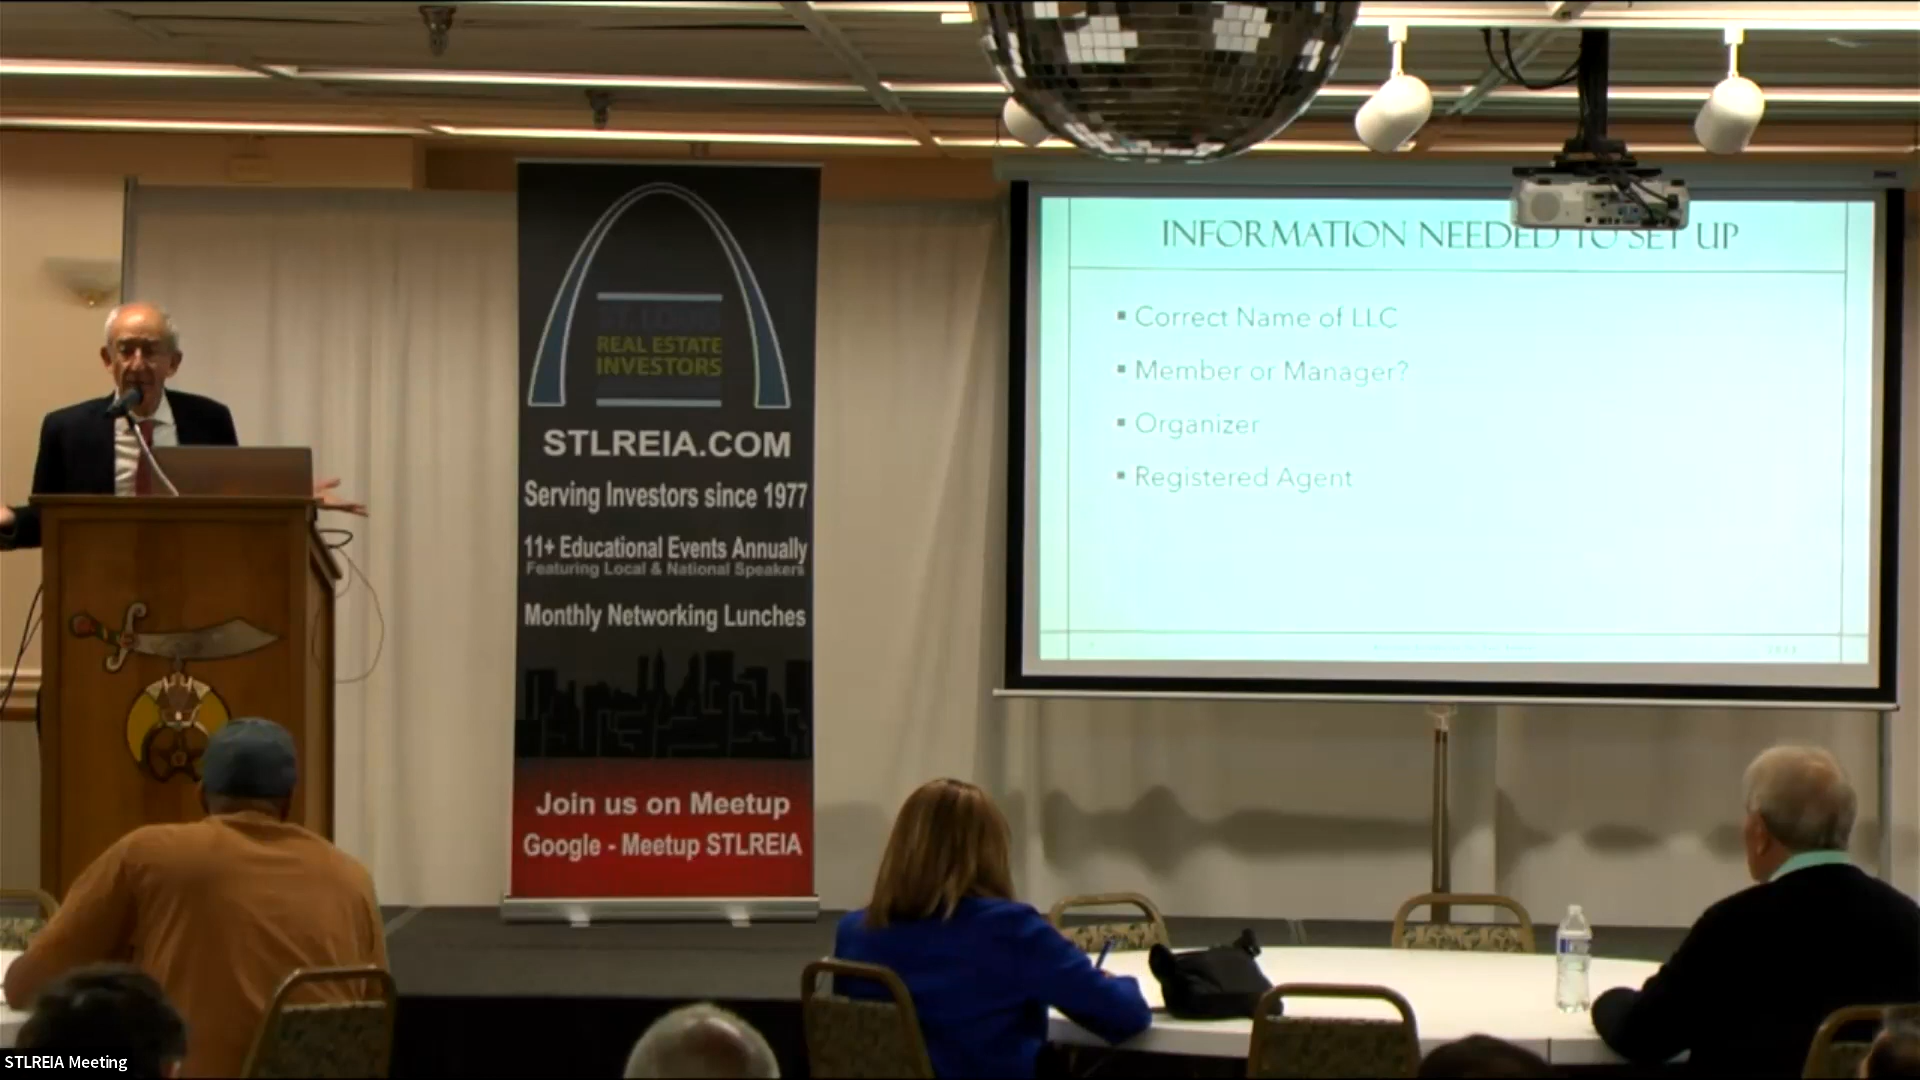 ST. LOUIS
REAL ESTATE
INVESTORS
STLREIA.COM
Serving Investors since 1977
11+ Educational Events Annually
Featuring Local & National Speakers
Monthly Networking Lunches
Join us on Meetup
Google - Meetup STLREIA
INFORMATION NEEDED TO SET UP
▪ Correct Name of LLC
▪ Member or Manager?
▪ Organizer
▪ Registered Agent
STLREIA Meeting